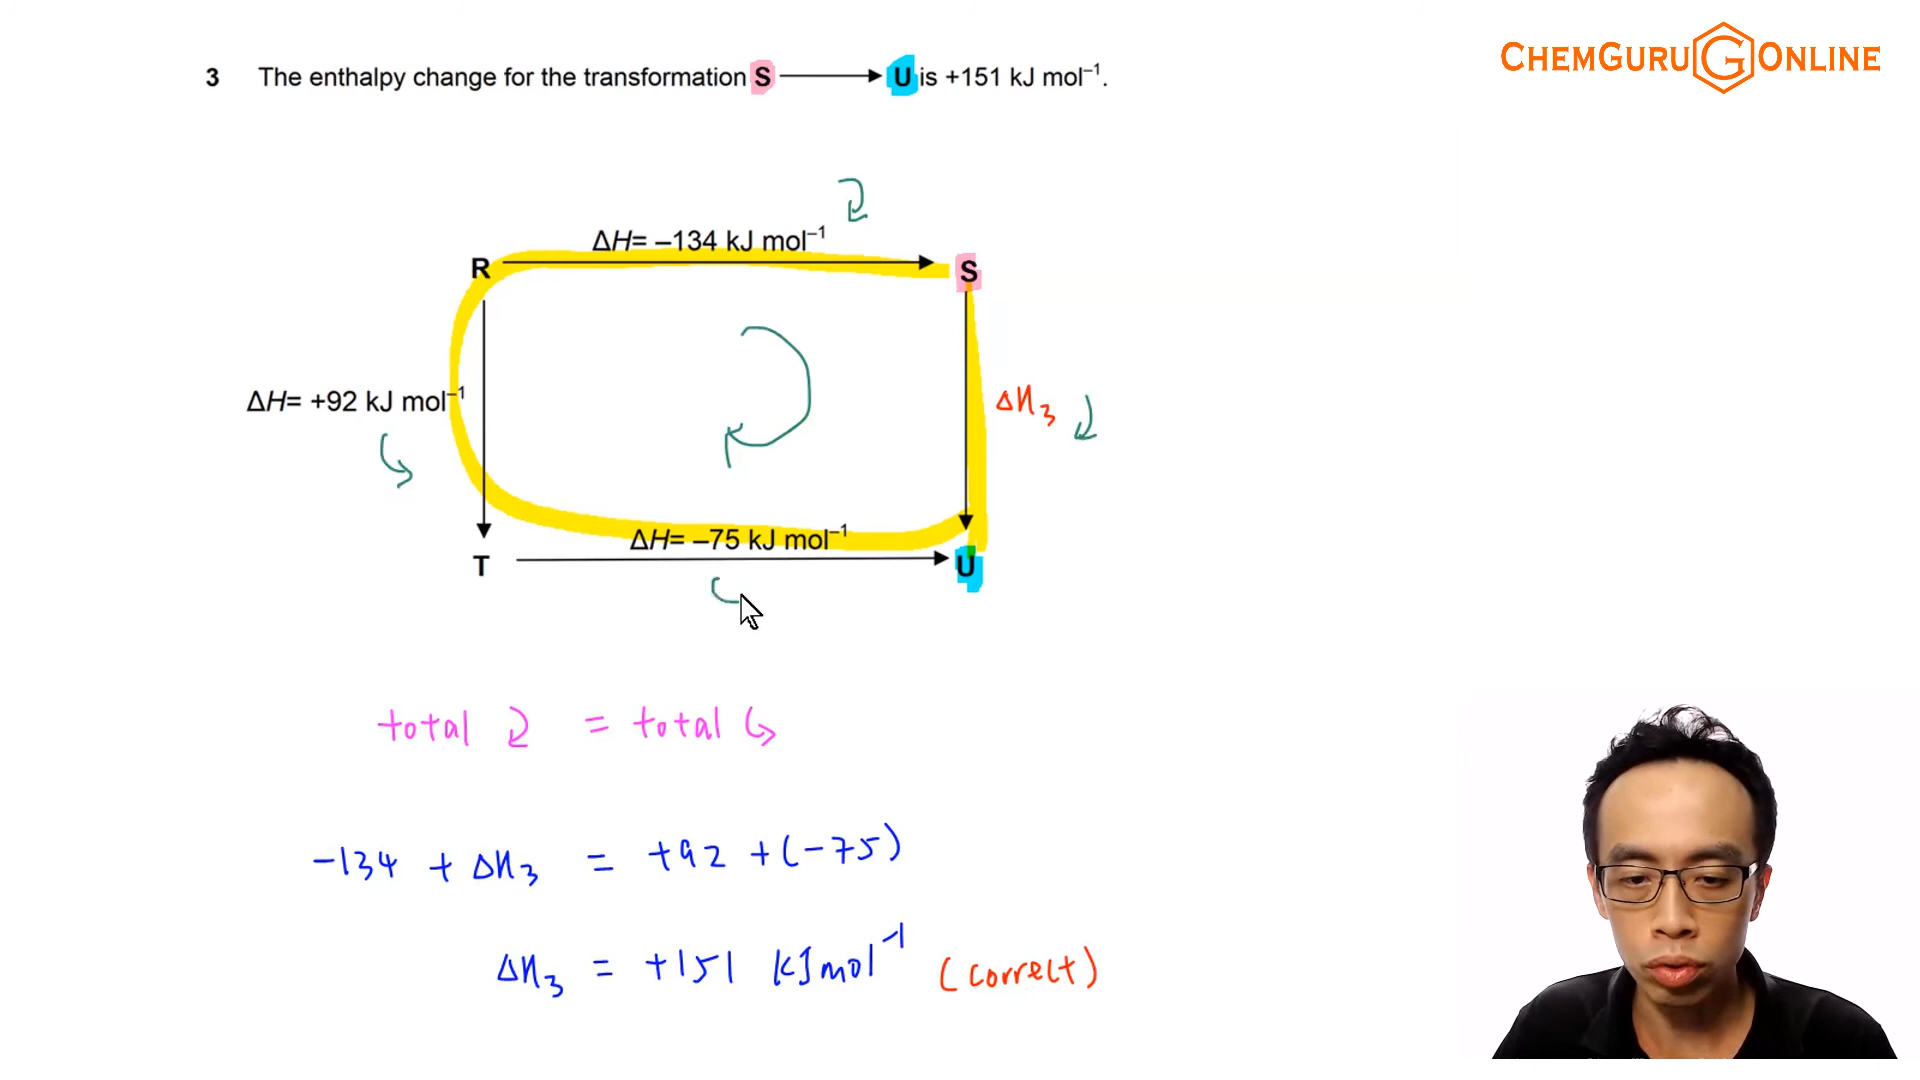 CHEMGURU G ONLINE
3 The enthalpy change for the transformation S ⟶ U is +151 kJ mol⁻¹.
ΔH= –134 kJ mol⁻¹
R S
ΔH= +92 kJ mol⁻¹ ΔH₃
ΔH= –75 kJ mol⁻¹
T U
total ↲ = total ↳
-134 + ΔH₃ = +92 + (-75)
ΔH₃ = +151 kJ mol⁻¹ (correct)